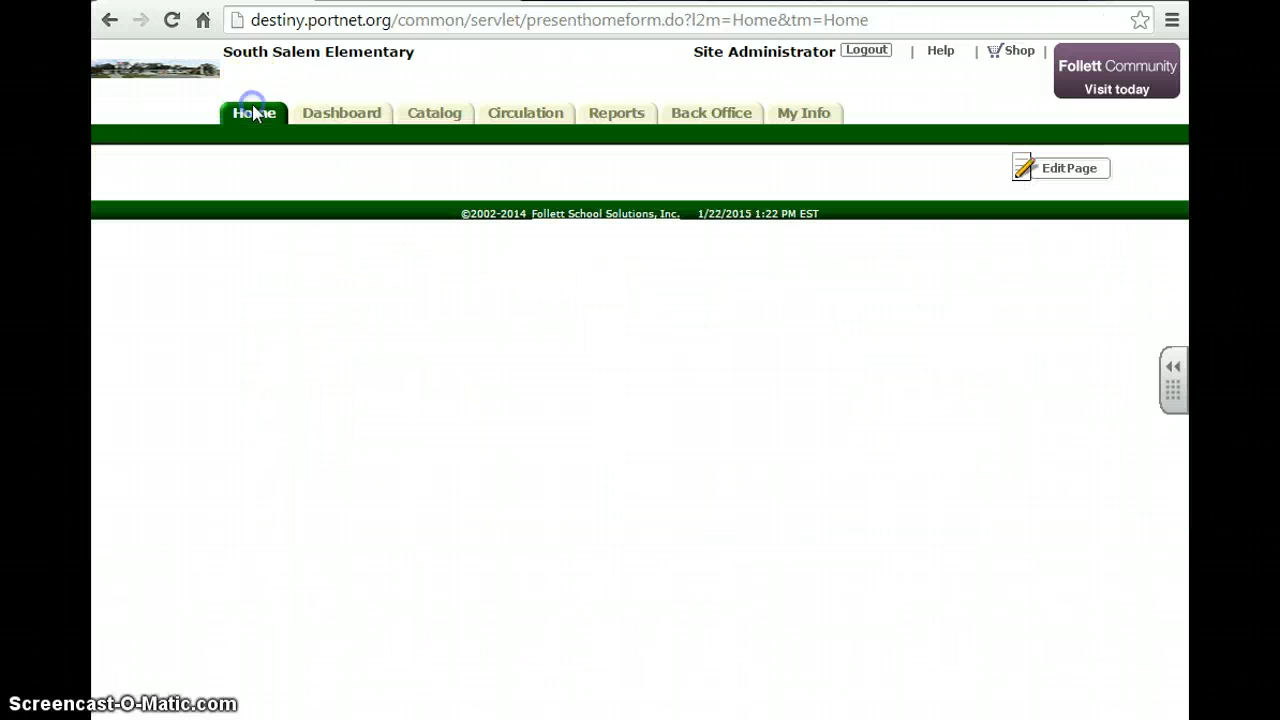 destiny.portnet.org/common/servlet/presenthomeform.do?l2m=Home&tm=Home
South Salem Elementary
Site Administrator Logout | Help | Shop |
Follett Community
Visit today
Home Dashboard Catalog Circulation Reports Back Office My Info
Edit Page
©2002-2014 Follett School Solutions, Inc. 1/22/2015 1:22 PM EST
Screencast-O-Matic.com